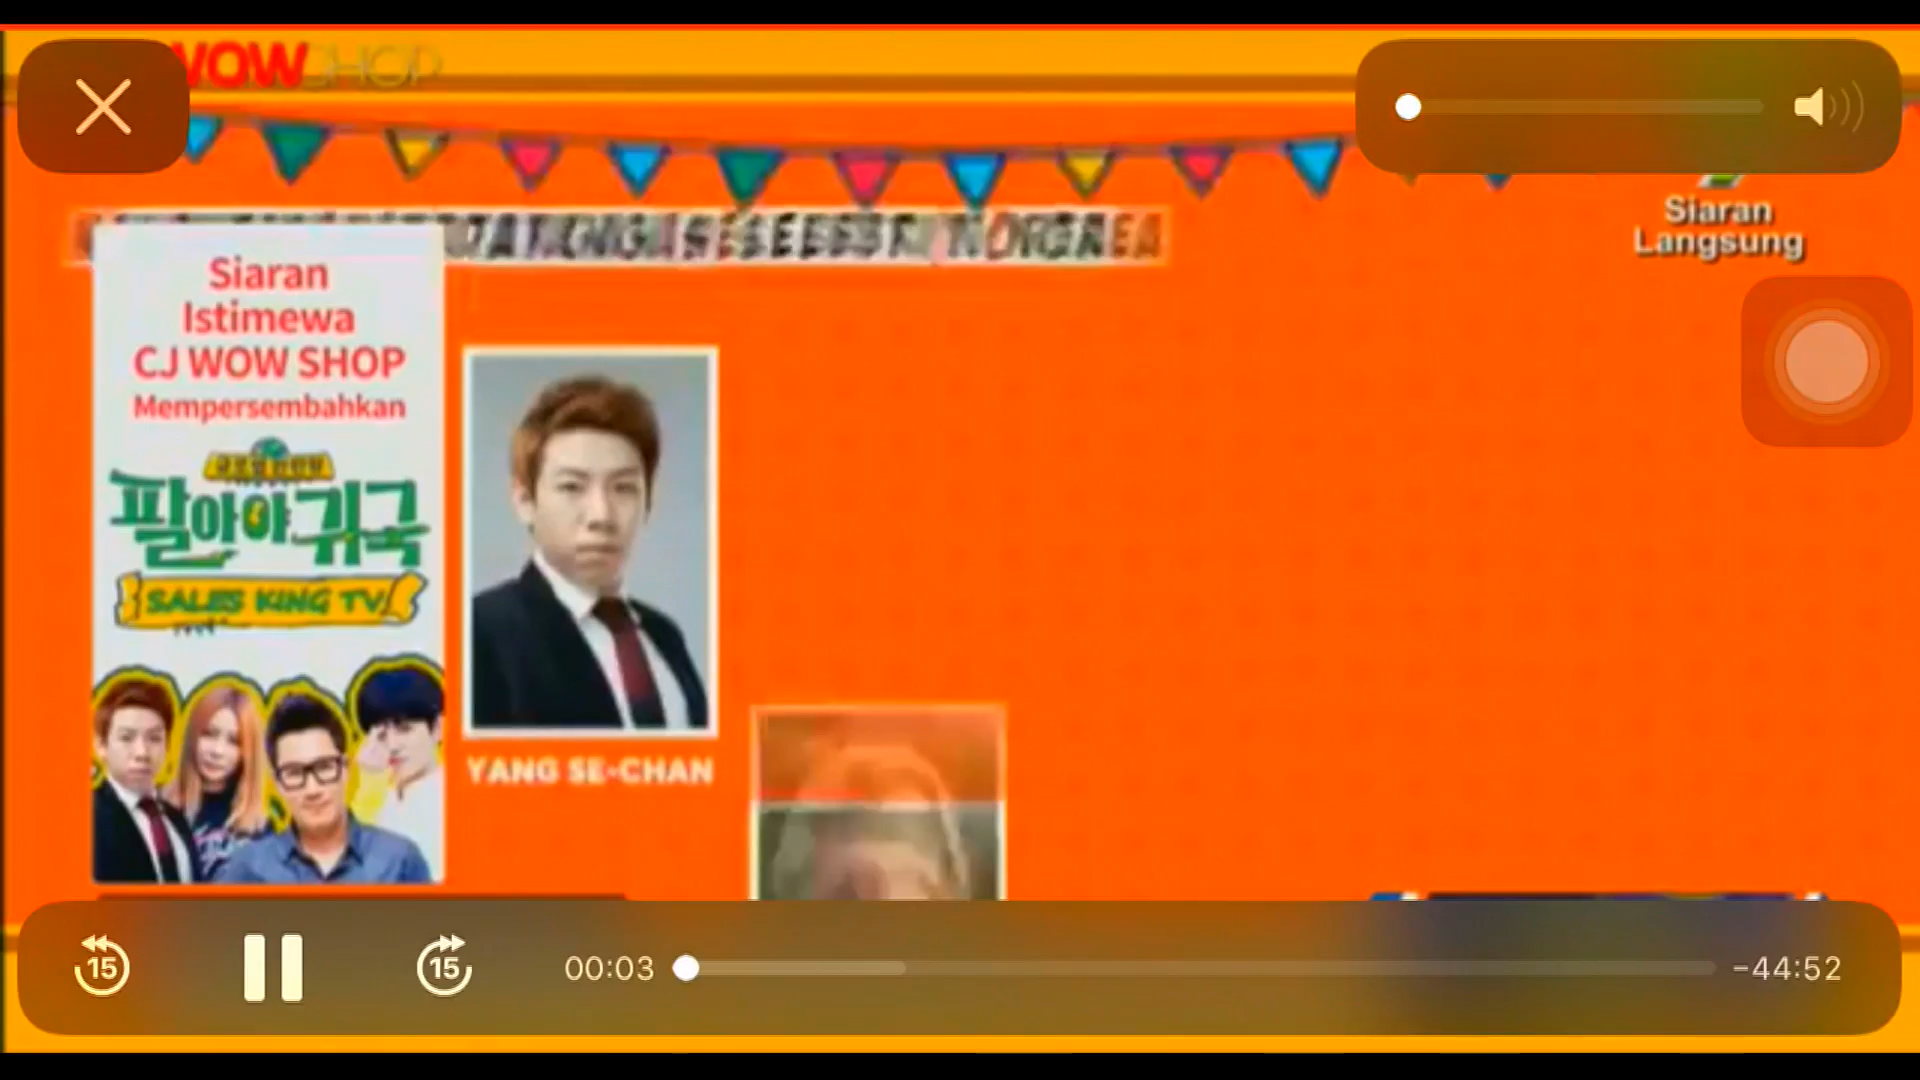 WOWSHOP
Siaran
Langsung
Siaran
Istimewa
CJ WOW SHOP
Mempersembahkan
팔아야귀국
SALES KING TV
YANG SE-CHAN
15
15
00:03
-44:52